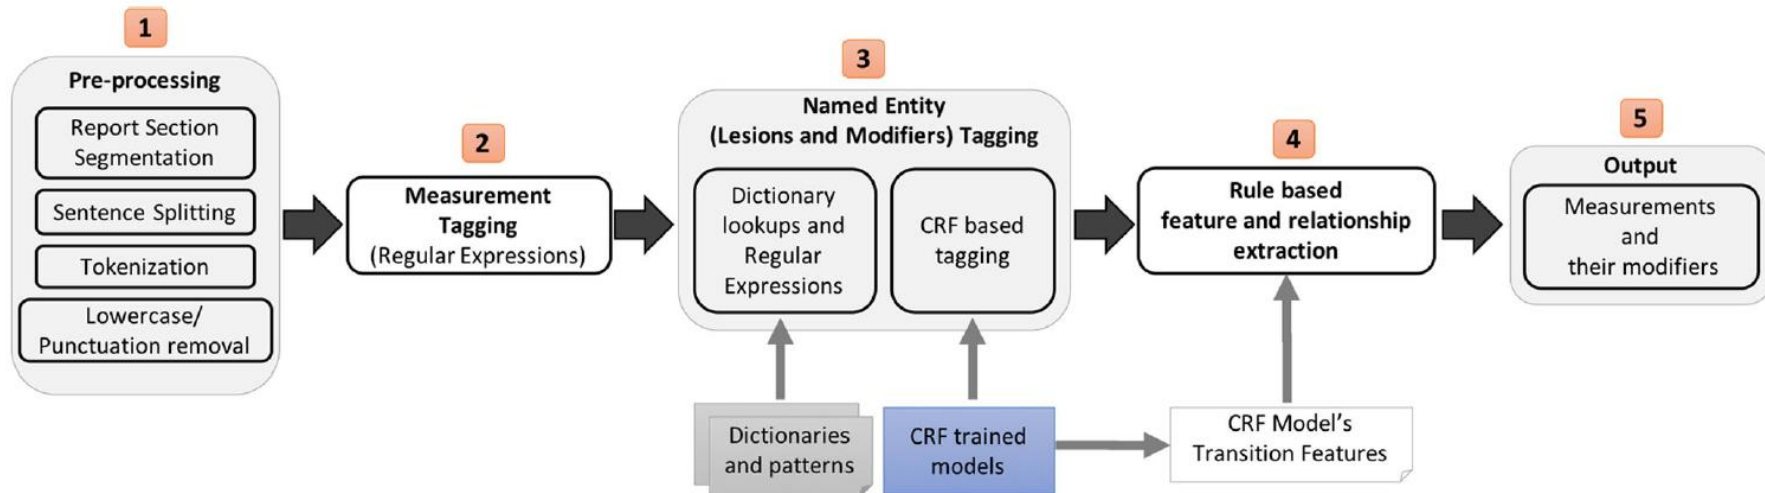 1
Pre-processing
Report Section
Segmentation
Sentence Splitting
Tokenization
Lowercase/
Punctuation removal
2
Measurement
Tagging
(Regular Expressions)
3
Named Entity
(Lesions and Modifiers) Tagging
Dictionary
lookups and
Regular
Expressions
CRF based
tagging
Dictionaries
and patterns
CRF trained
models
4
Rule based
feature and relationship
extraction
CRF Model's
Transition Features
5
Output
Measurements
and
their modifiers